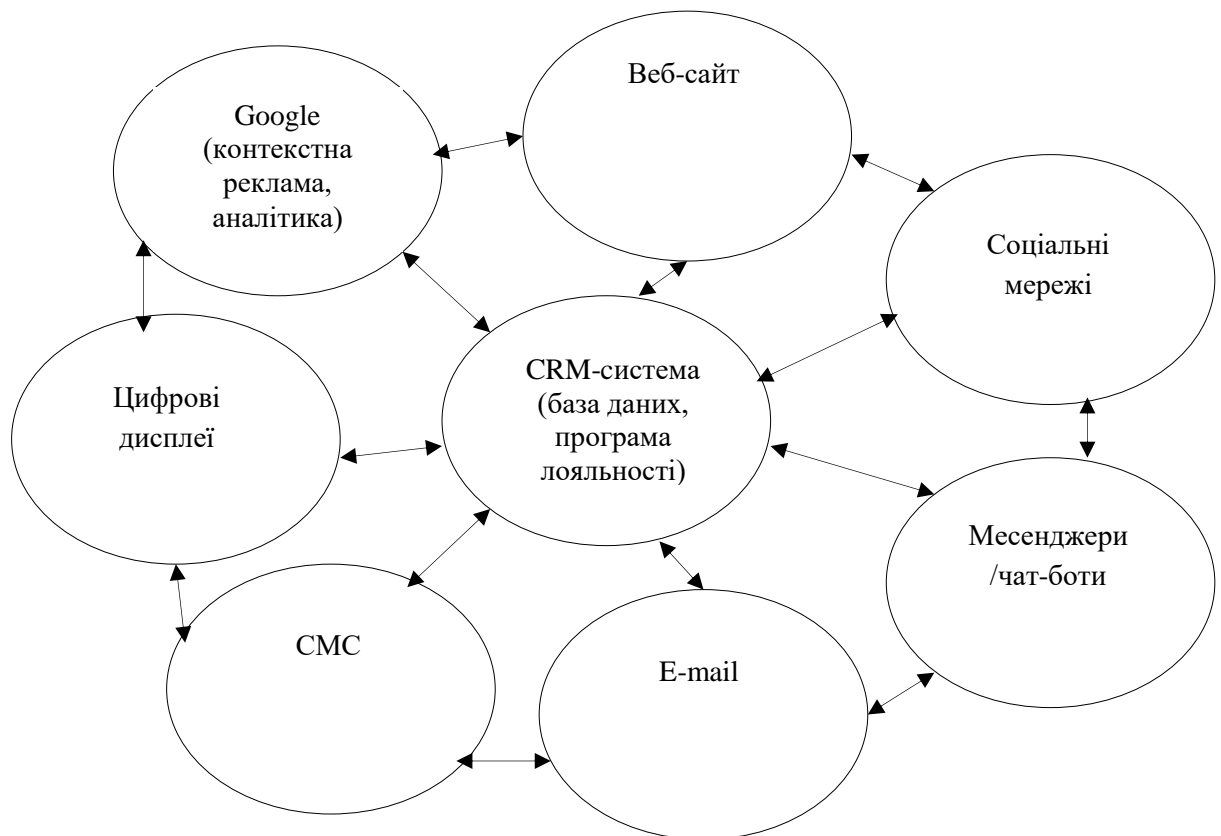 Веб-сайт
Google
(контекстна
реклама,
аналітика)
Соціальні
мережі
CRM-система
(база даних,
програма
лояльності)
Цифрові
дисплеї
Месенджери
/чат-боти
СМС
E-mail